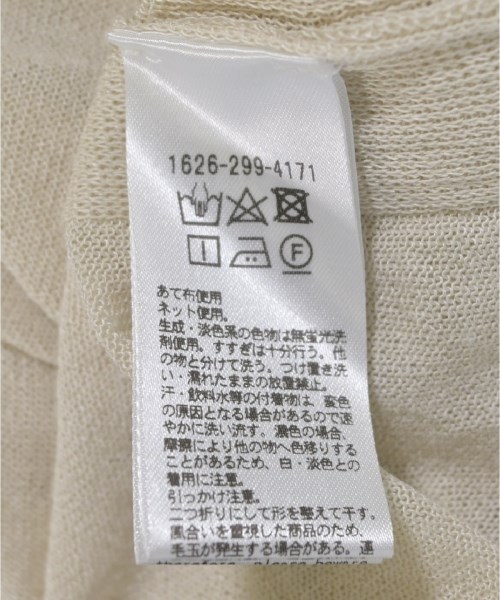 1626-299-4171
F
あて布使用
ネット使用。
生成・淡色系の色物は無蛍光洗
剤使用。すすぎは十分行う。他
の物と分けて洗う。つけ置き洗
い・濡れたままの放置禁止。
汗・飲料水等の付着物は、変色
の原因となる場合があるので速
やかに洗い流す。濃色の場合、
摩擦により他の物へ色移りする
ことがあるため、白・淡色との
着用に注意。
引っかけ注意。
二つ折りにして形を整えて干す。
風合いを重視した商品のため、
毛玉が発生する場合がある。速